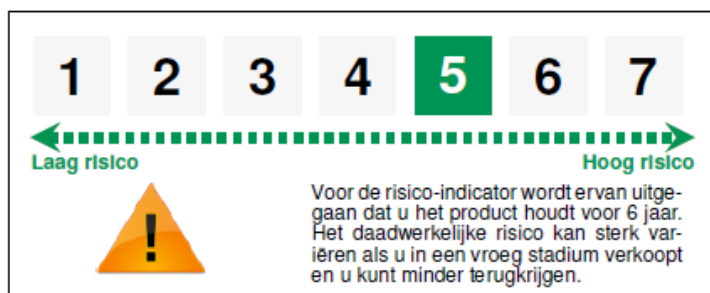 1 2 3 4 5 6 7
Laag risico
Hoog risico
!
Voor de risico-indicator wordt ervan uitge-
gaan dat u het product houdt voor 6 jaar.
Het daadwerkelijke risico kan sterk var-
iëren als u in een vroeg stadium verkoopt
en u kunt minder terugkrijgen.